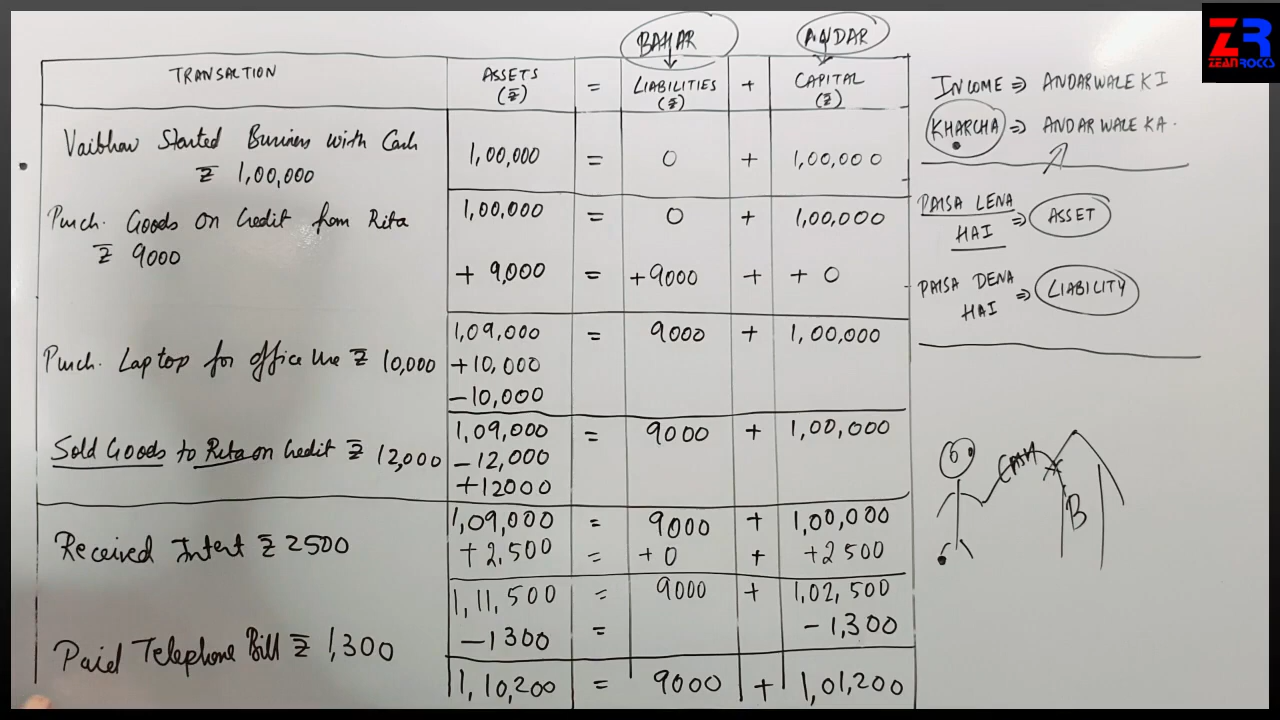 BAHAR ANDAR
TRANSACTION ASSETS (₹) = LIABILITIES (₹) + CAPITAL (₹)
Vaibhav Started Business with Cash
₹ 1,00,000
1,00,000 = 0 + 1,00,000
Purch. Goods on Credit from Rita
₹ 9000
1,00,000 = 0 + 1,00,000
+ 9,000 = +9000 + + 0
Purch. Laptop for office use ₹ 10,000
1,09,000 = 9000 + 1,00,000
+10,000
-10,000
Sold Goods to Rita on Credit ₹ 12,000
1,09,000 = 9000 + 1,00,000
-12,000
+12000
Received Intert ₹ 2500
1,09,000 = 9000 + 1,00,000
+2,500 = +0 + +2500
Paid Telephone Bill ₹ 1,300
1,11,500 = 9000 + 1,02,500
-1300 = -1,300
1,10,200 = 9000 + 1,01,200
INCOME ⇒ ANDARWALE KI
KHARCHA ⇒ ANDARWALE KA.
PAISA LENA
HAI ⇒ ASSET
PAISA DENA
HAI ⇒ LIABILITY
CASH
B
ZR
ZEANROCKS